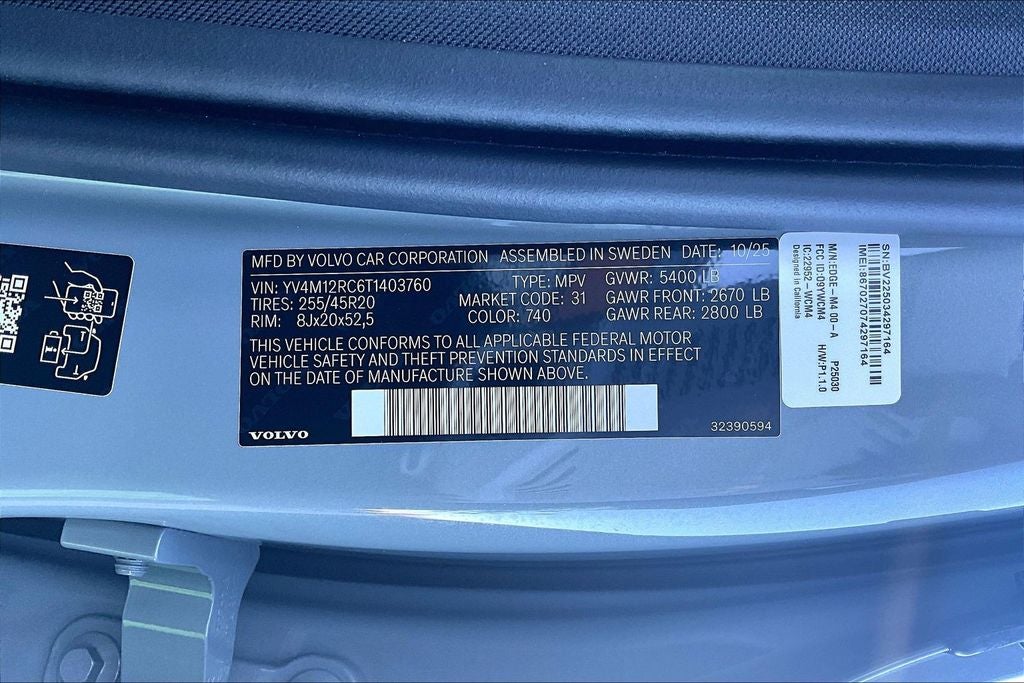 MFD BY VOLVO CAR CORPORATION ASSEMBLED IN SWEDEN DATE: 10/25
VIN: YV4M12RC6T1403760 TYPE: MPV GVWR: 5400 LB
TIRES: 255/45R20 MARKET CODE: 31 GAWR FRONT: 2670 LB
RIM: 8Jx20x52,5 COLOR: 740 GAWR REAR: 2800 LB
THIS VEHICLE CONFORMS TO ALL APPLICABLE FEDERAL MOTOR
VEHICLE SAFETY AND THEFT PREVENTION STANDARDS IN EFFECT
ON THE DATE OF MANUFACTURE SHOWN ABOVE.
VOLVO
32390594
SN:BV225034297164
IMEI:867027074297164
M/N:EDGE-M4 00-A P25030
FCC ID:O9YWCM4 H/W:P1.1.0
IC:22952-WCM4
Designed in California